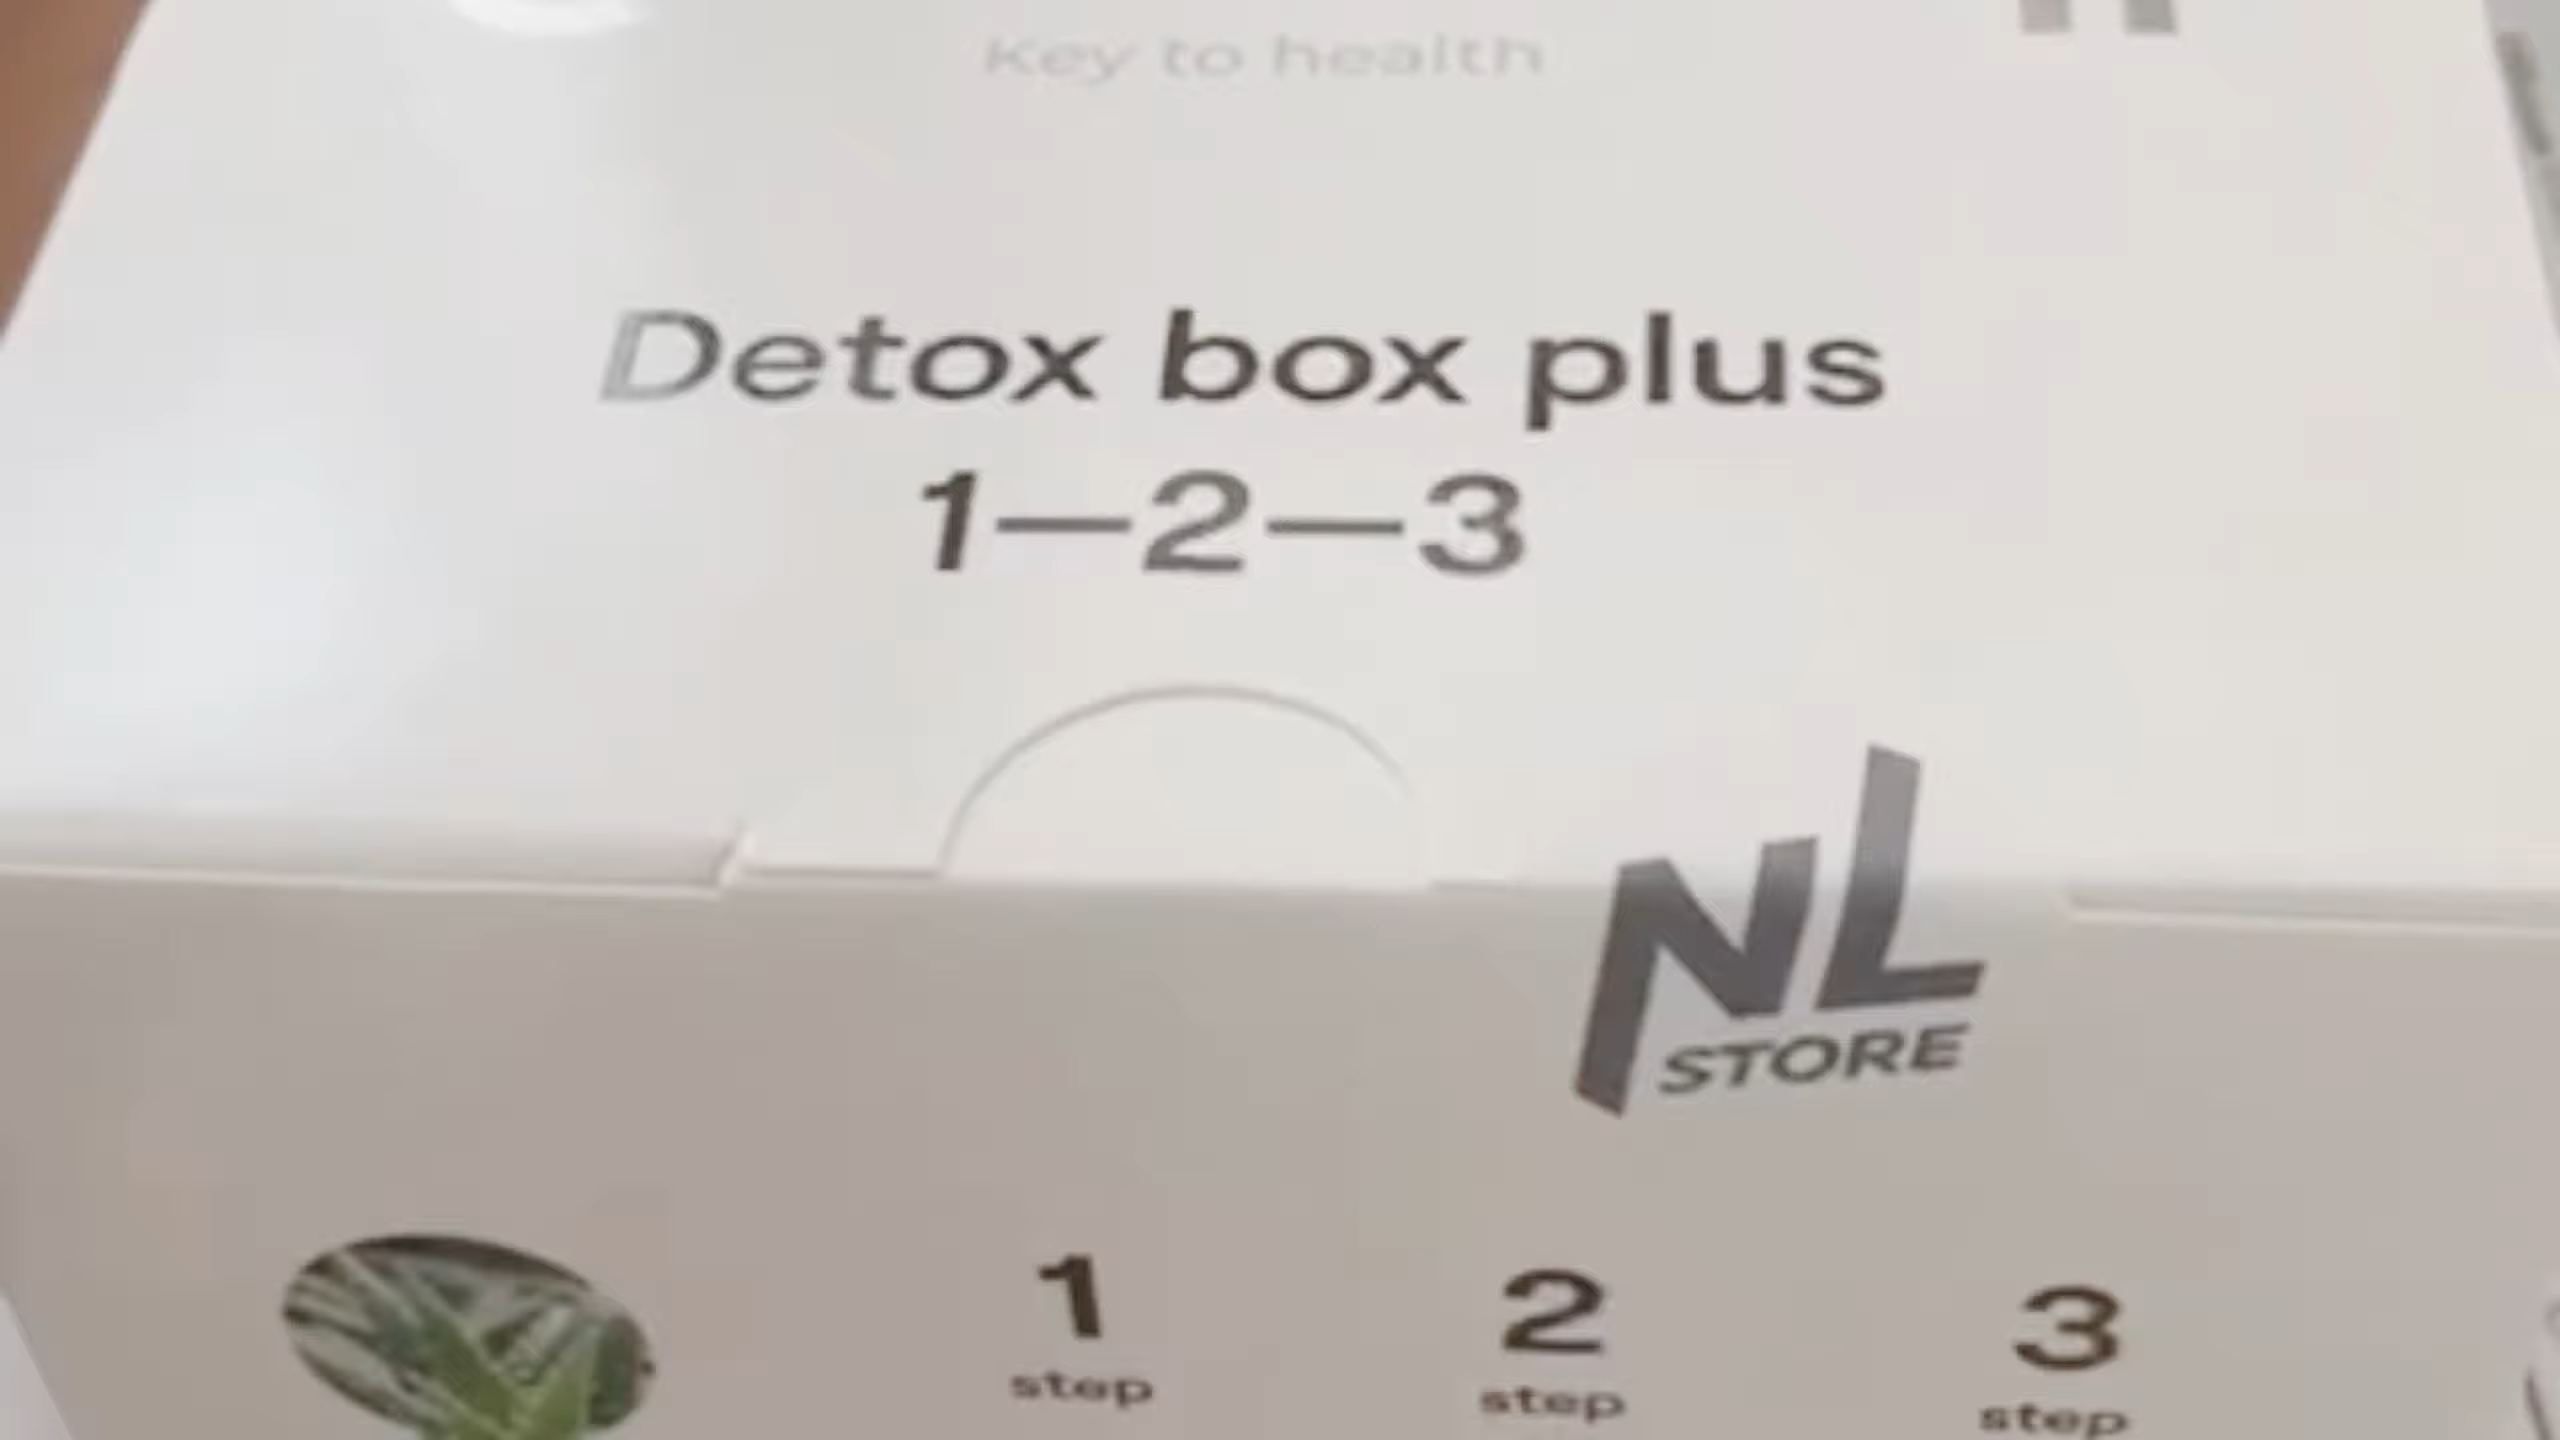 Key to health
Detox box plus
1—2—3
NL
STORE
1
step
2
step
3
step